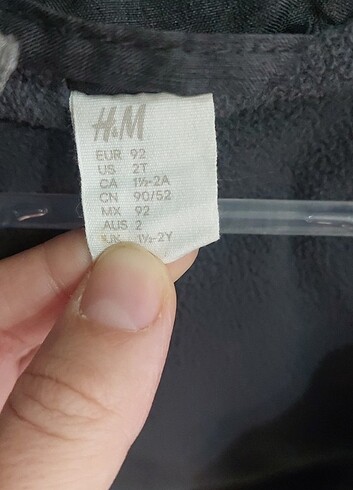 H&M
EUR 92
US 2T
CA 1½-2A
CN 90/52
MX 92
AUS 2
UK 1½-2Y